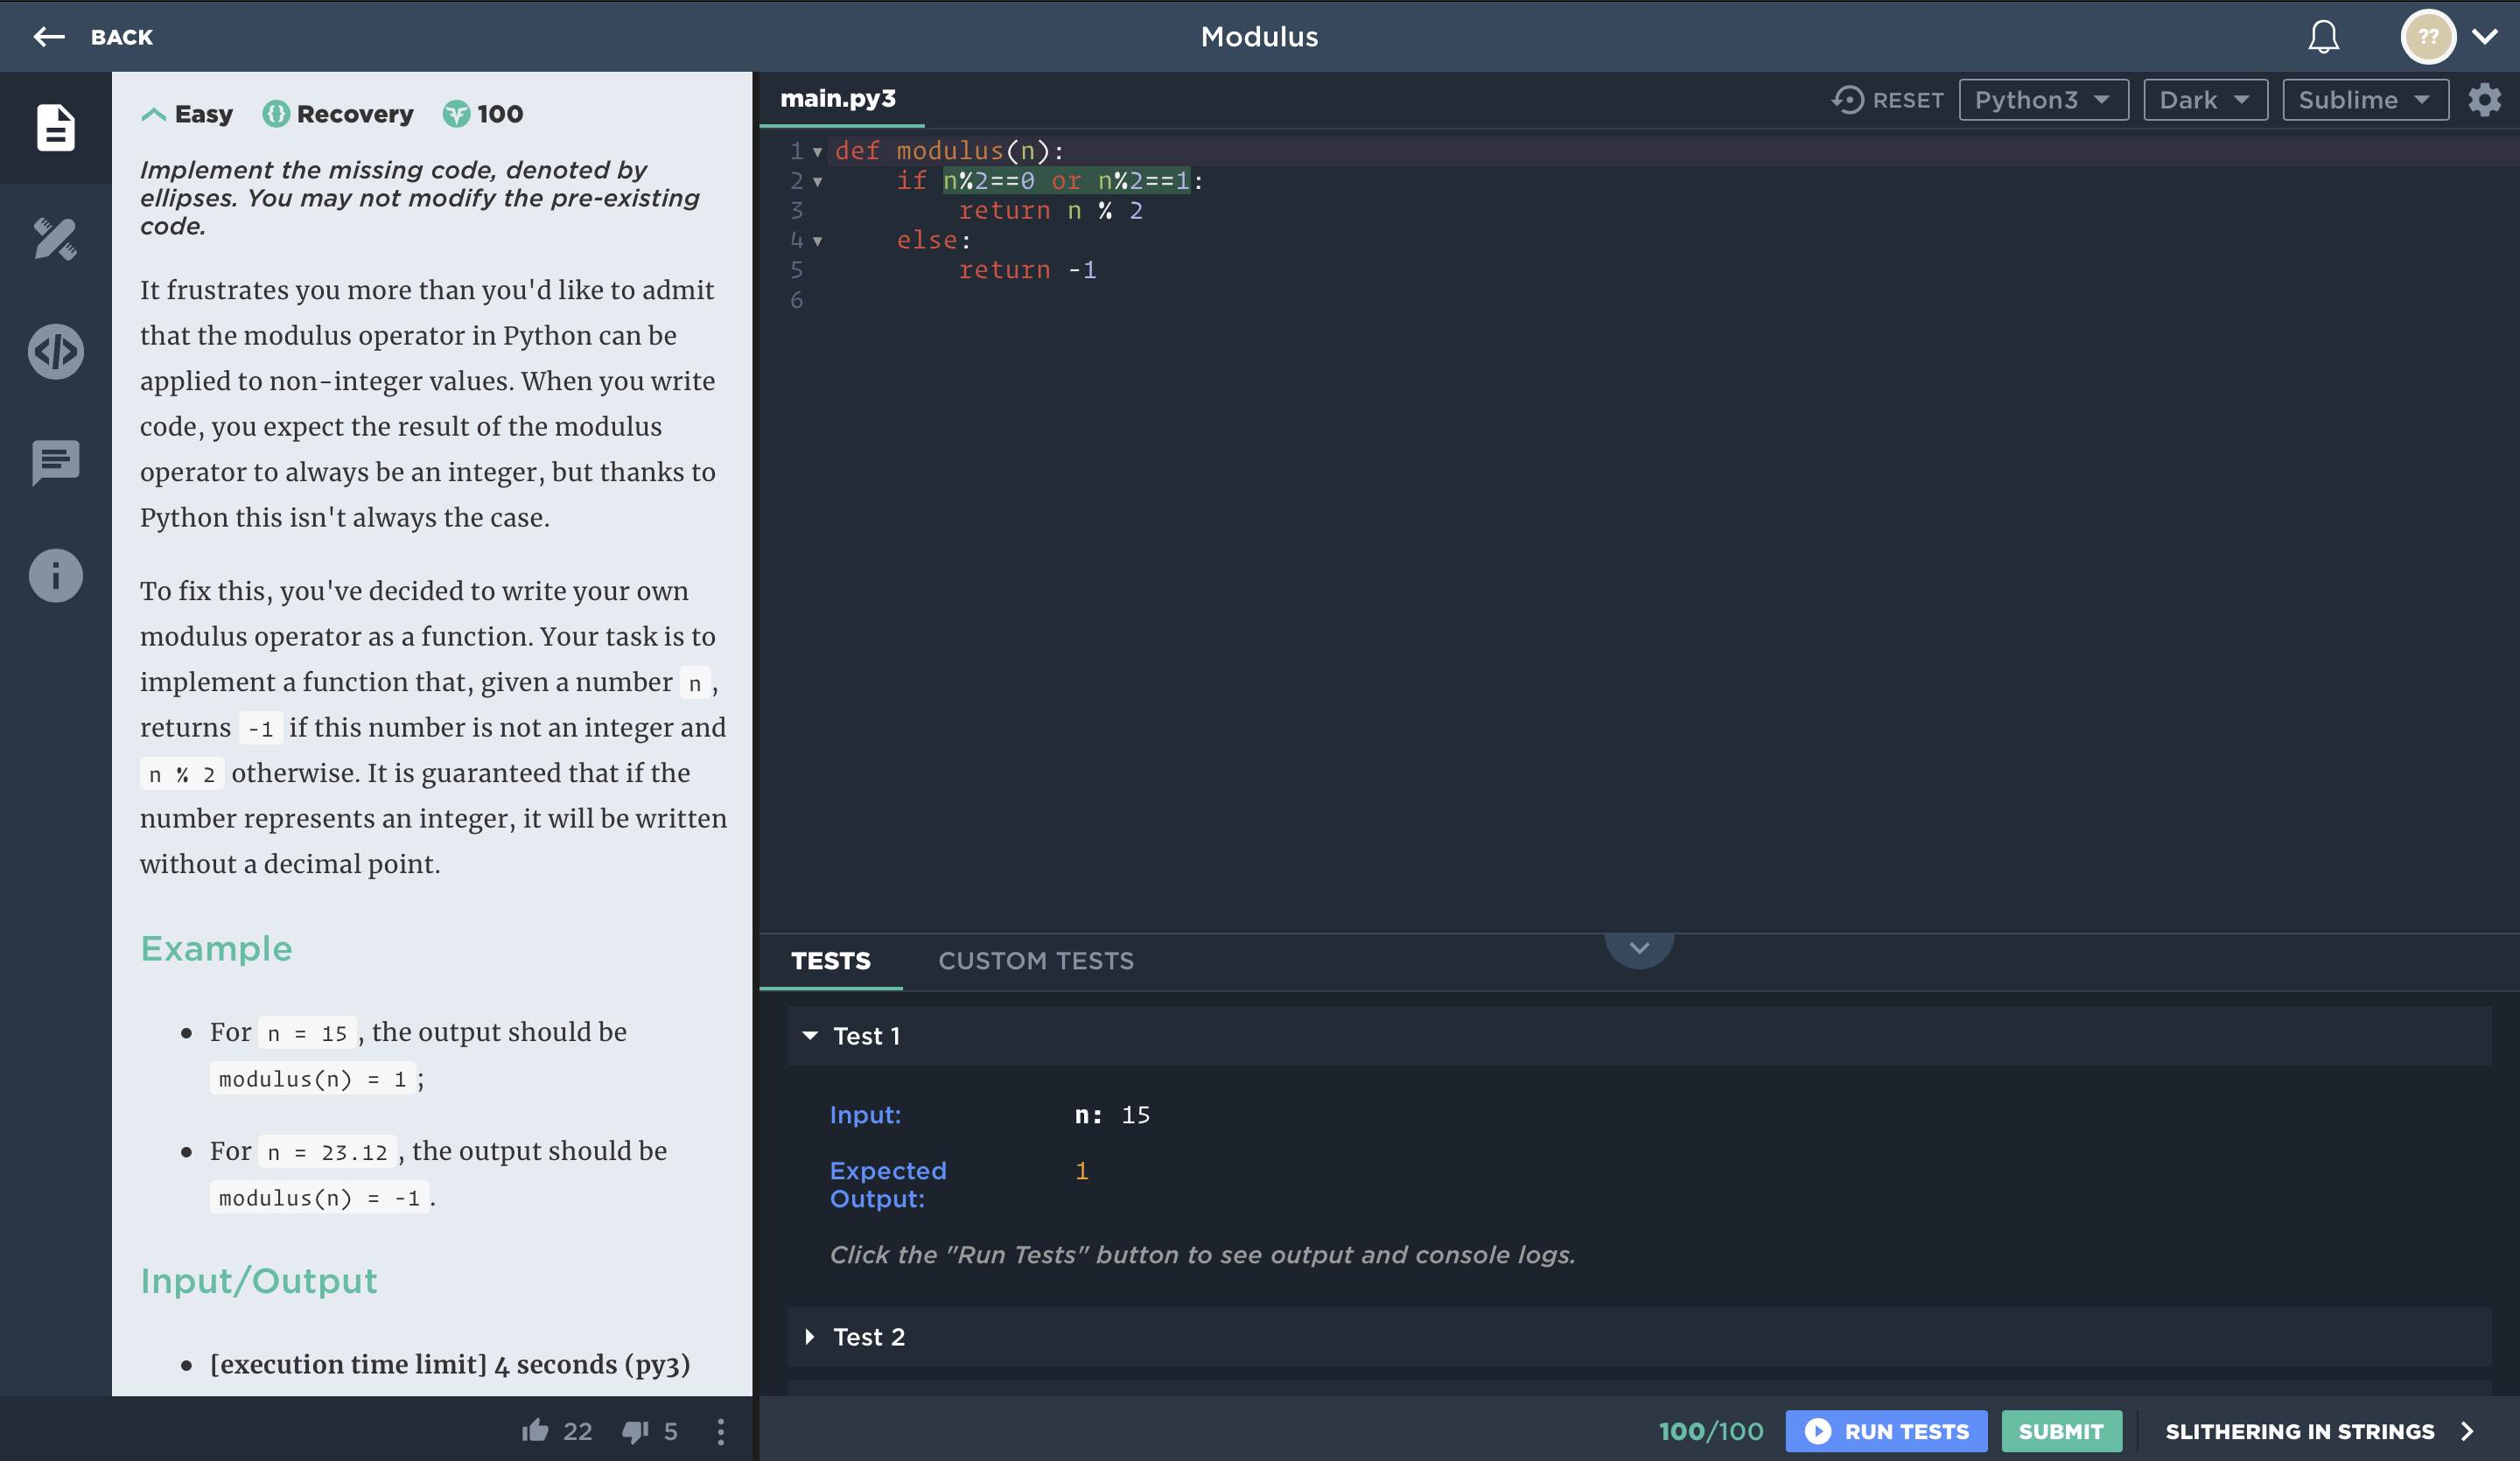 BACK
Modulus
??
Easy Recovery 100
Implement the missing code, denoted by
ellipses. You may not modify the pre-existing
code.
It frustrates you more than you'd like to admit
that the modulus operator in Python can be
applied to non-integer values. When you write
code, you expect the result of the modulus
operator to always be an integer, but thanks to
Python this isn't always the case.
To fix this, you've decided to write your own
modulus operator as a function. Your task is to
implement a function that, given a number n,
returns -1 if this number is not an integer and
n % 2 otherwise. It is guaranteed that if the
number represents an integer, it will be written
without a decimal point.
Example
• For n = 15, the output should be
modulus(n) = 1;
• For n = 23.12, the output should be
modulus(n) = -1.
Input/Output
• [execution time limit] 4 seconds (py3)
22 5
main.py3
RESET Python3 Dark Sublime
1 def modulus(n):
2 if n%2==0 or n%2==1:
3 return n % 2
4 else:
5 return -1
6
TESTS CUSTOM TESTS
Test 1
Input: n: 15
Expected 1
Output:
Click the "Run Tests" button to see output and console logs.
Test 2
100/100 RUN TESTS SUBMIT SLITHERING IN STRINGS